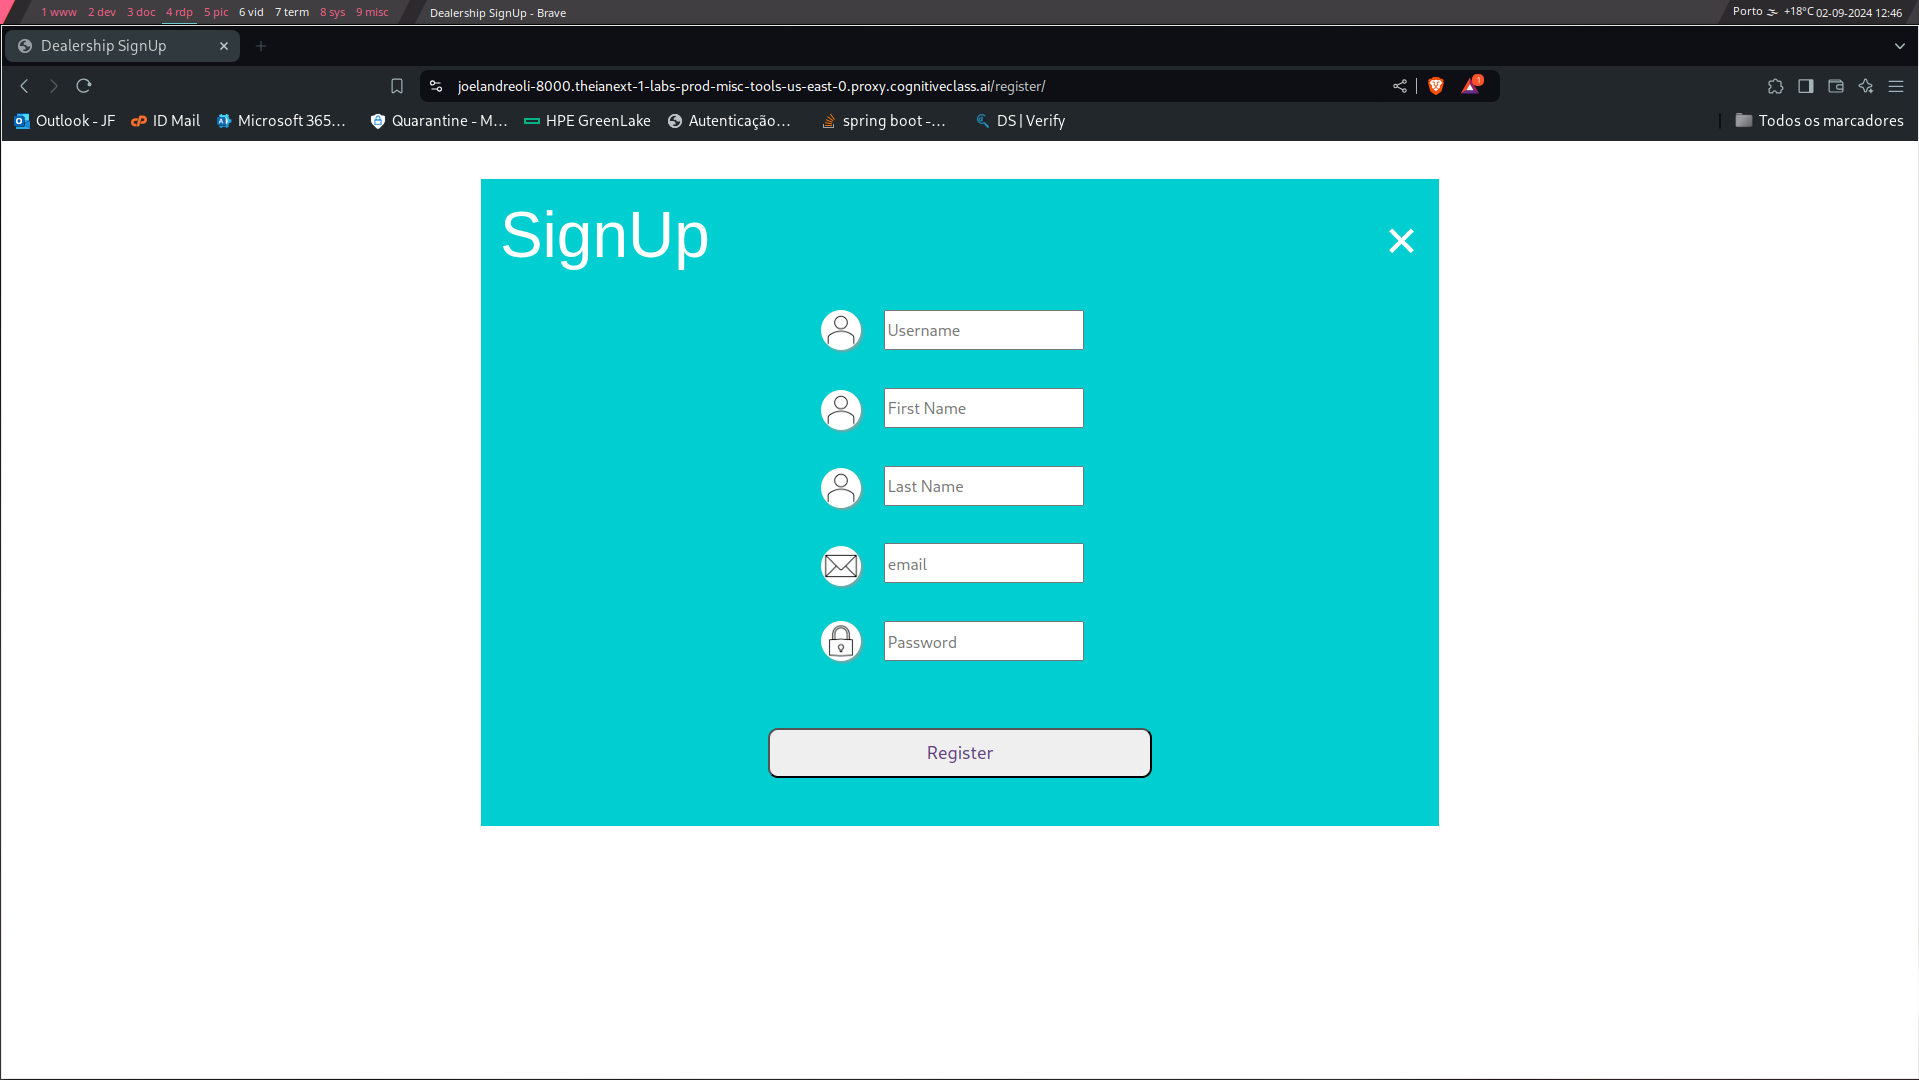 1 www 2 dev 3 doc 4 rdp 5 pic 6 vid 7 term 8 sys 9 misc Dealership SignUp - Brave Porto +18°C 02-09-2024 12:46
Dealership SignUp
joelandreoli-8000.theianext-1-labs-prod-misc-tools-us-east-0.proxy.cognitiveclass.ai/register/ 1
Outlook - JF ID Mail Microsoft 365... Quarantine - M... HPE GreenLake Autenticação... spring boot -... DS | Verify Todos os marcadores
SignUp
Username
First Name
Last Name
email
Password
Register